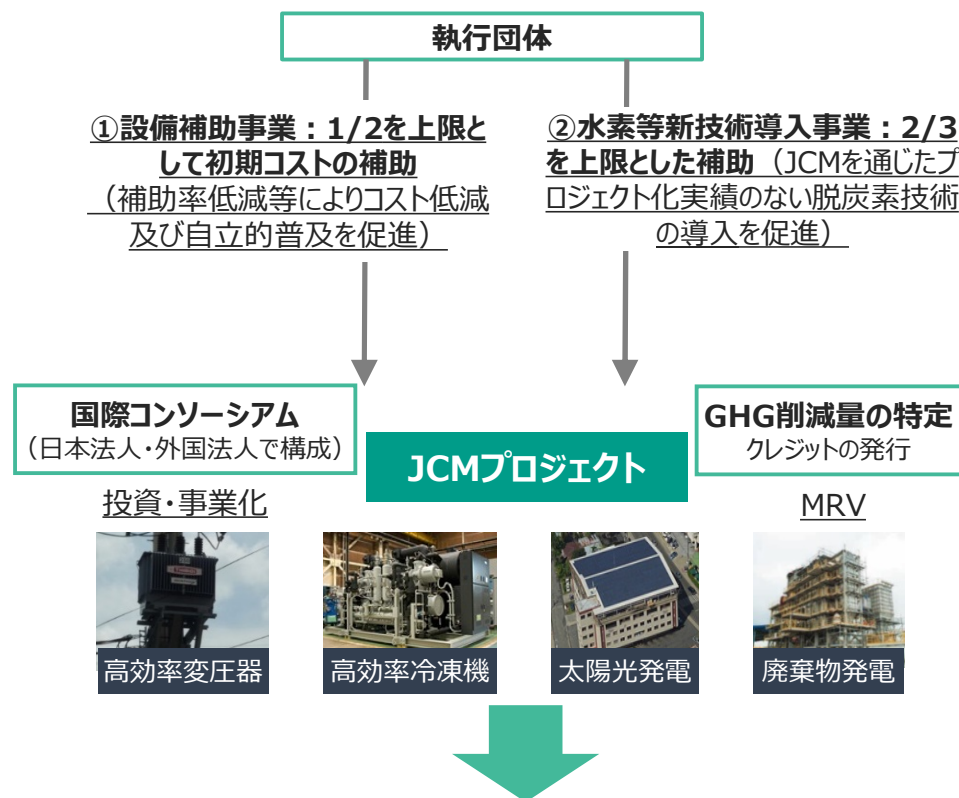 執行団体
①設備補助事業：1/2を上限と
して初期コストの補助
（補助率低減等によりコスト低減
及び自立的普及を促進）
②水素等新技術導入事業：2/3
を上限とした補助（JCMを通じたプ
ロジェクト化実績のない脱炭素技術
の導入を促進）
国際コンソーシアム
（日本法人・外国法人で構成）
投資・事業化
JCMプロジェクト
GHG削減量の特定
クレジットの発行
MRV
高効率変圧器
高効率冷凍機
太陽光発電
廃棄物発電